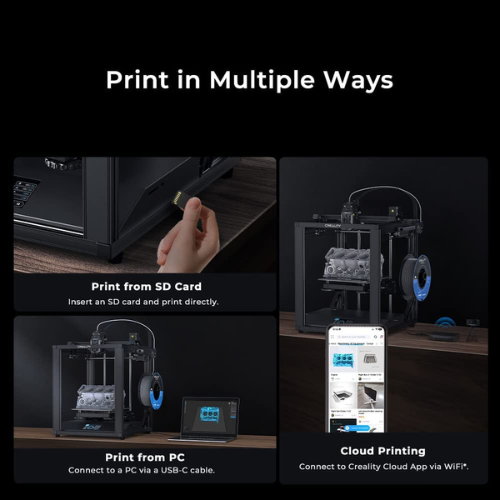 Print in Multiple Ways
Print from SD Card
Insert an SD card and print directly.
CREALITY
Print from PC
Connect to a PC via a USB-C cable.
Cloud Printing
Connect to Creality Cloud App via WiFi*.